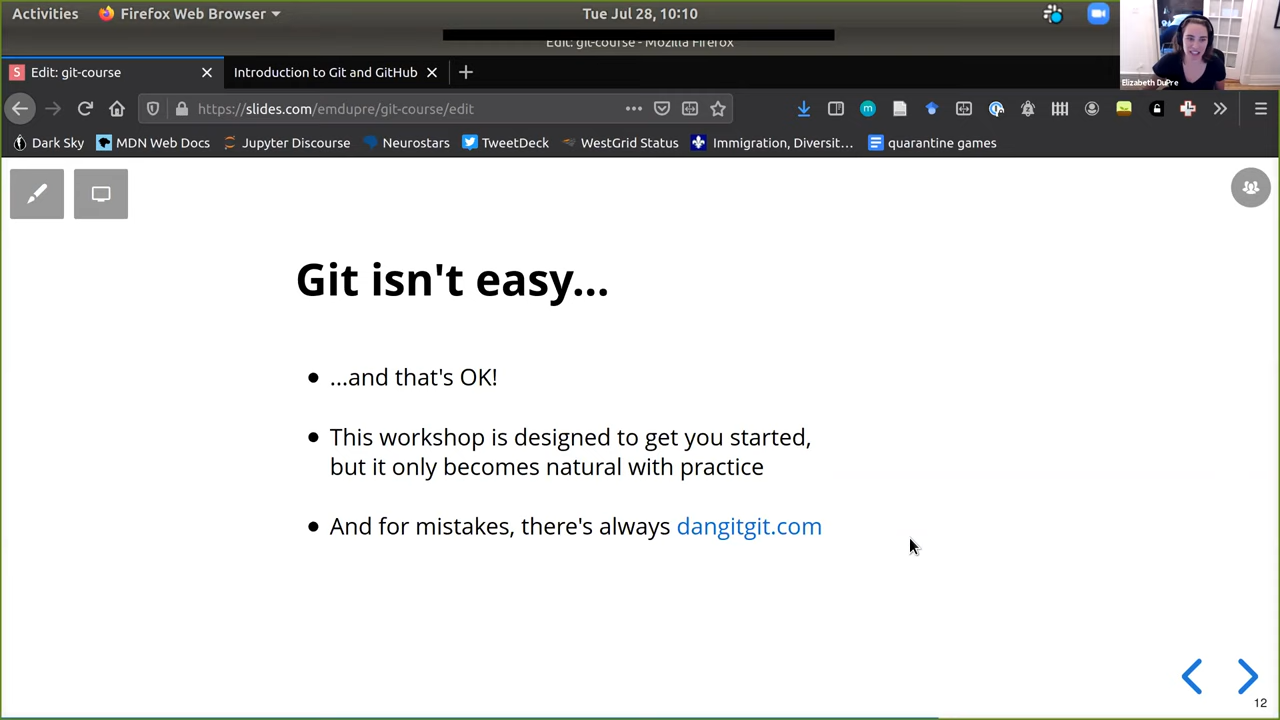 Activities
Firefox Web Browser
Tue Jul 28, 10:10
Edit: git-course - Mozilla Firefox
Elizabeth DuPre
S
Edit: git-course
Introduction to Git and GitHub
https://slides.com/emdupre/git-course/edit
m
Dark Sky
MDN Web Docs
Jupyter Discourse
Neurostars
TweetDeck
WestGrid Status
Immigration, Diversit...
quarantine games
Git isn't easy...
...and that's OK!
This workshop is designed to get you started,
but it only becomes natural with practice
And for mistakes, there's always dangitgit.com
12